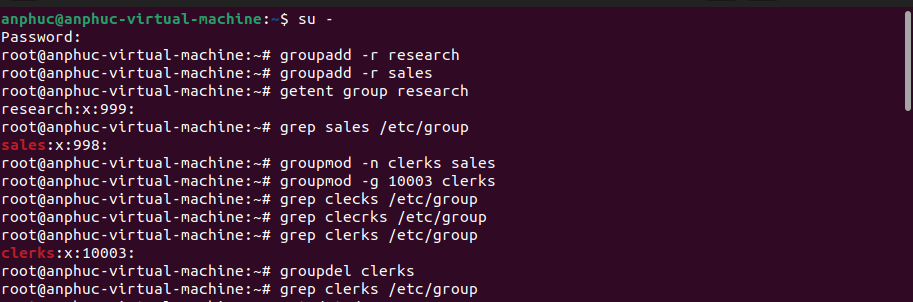 anphuc@anphuc-virtual-machine:~$ su -
Password:
root@anphuc-virtual-machine:~# groupadd -r research
root@anphuc-virtual-machine:~# groupadd -r sales
root@anphuc-virtual-machine:~# getent group research
research:x:999:
root@anphuc-virtual-machine:~# grep sales /etc/group
sales:x:998:
root@anphuc-virtual-machine:~# groupmod -n clerks sales
root@anphuc-virtual-machine:~# groupmod -g 10003 clerks
root@anphuc-virtual-machine:~# grep clecks /etc/group
root@anphuc-virtual-machine:~# grep clecrks /etc/group
root@anphuc-virtual-machine:~# grep clerks /etc/group
clerks:x:10003:
root@anphuc-virtual-machine:~# groupdel clerks
root@anphuc-virtual-machine:~# grep clerks /etc/group